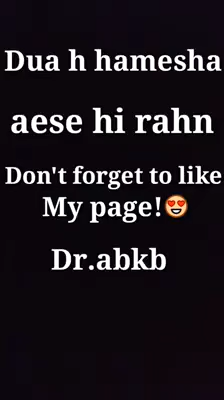 Dua h hamesha
aese hi rahn
Don't forget to like
My page!😍
Dr.abkb